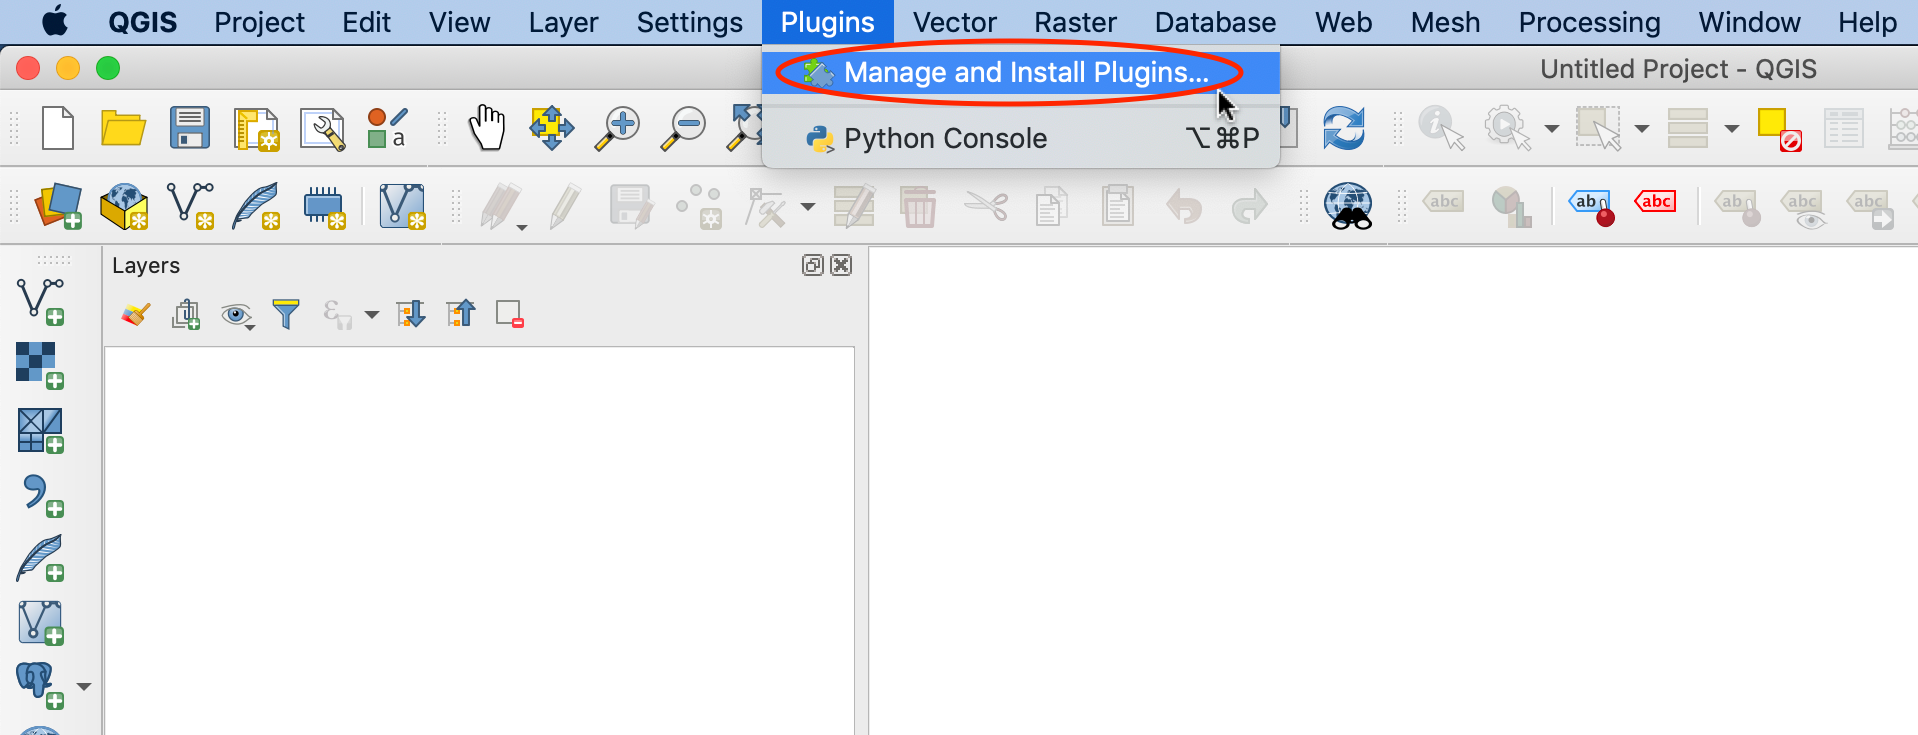 QGIS Project Edit View Layer Settings Plugins Vector Raster Database Web Mesh Processing Window Help
Manage and Install Plugins...
Untitled Project - QGIS
Python Console ⌥⌘P
a
abc
ab
abc
ab
abc
abc
Layers
ε